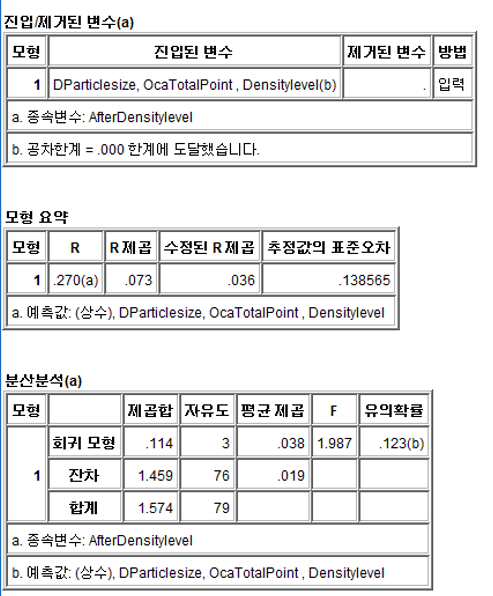 진입/제거된 변수(a)
모형 진입된 변수 제거된 변수 방법
1 DParticlesize, OcaTotalPoint , Densitylevel(b) . 입력
a. 종속변수: AfterDensitylevel
b. 공차한계 = .000 한계에 도달했습니다.
모형 요약
모형 R R 제곱 수정된 R 제곱 추정값의 표준오차
1 .270(a) .073 .036 .138565
a. 예측값: (상수), DParticlesize, OcaTotalPoint , Densitylevel
분산분석(a)
모형 제곱합 자유도 평균 제곱 F 유의확률
1 회귀 모형 .114 3 .038 1.987 .123(b)
잔차 1.459 76 .019
합계 1.574 79
a. 종속변수: AfterDensitylevel
b. 예측값: (상수), DParticlesize, OcaTotalPoint , Densitylevel